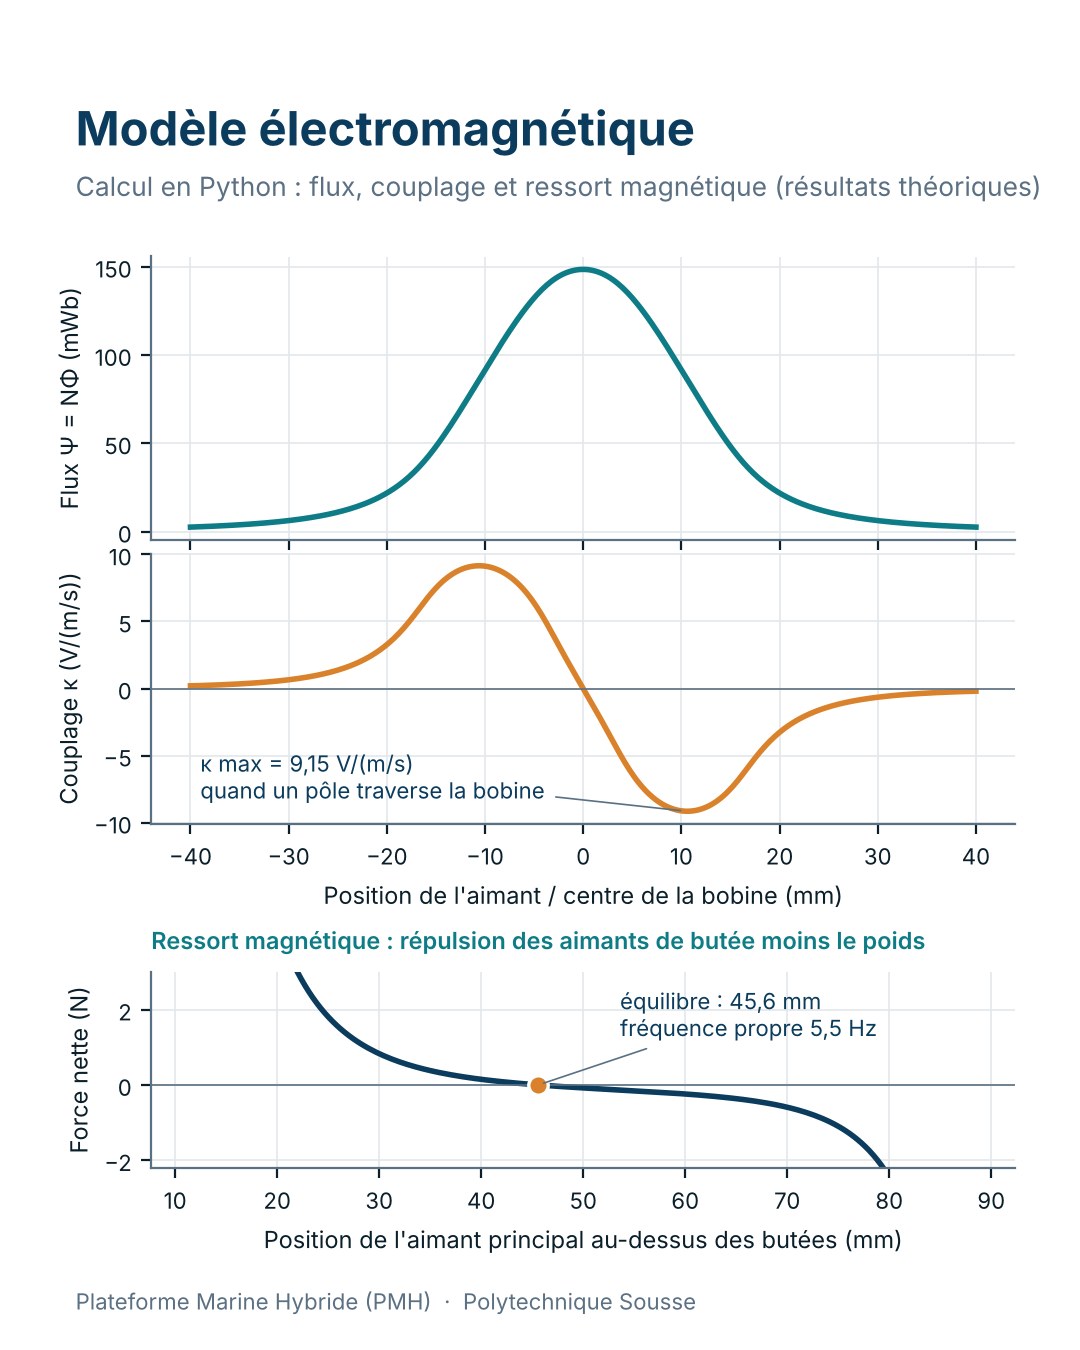 Modèle électromagnétique
Calcul en Python : flux, couplage et ressort magnétique (résultats théoriques)
Flux Ψ = NΦ (mWb)
150
100
50
0
Couplage κ (V/(m/s))
10
5
0
−5
−10
κ max = 9,15 V/(m/s)
quand un pôle traverse la bobine
−40 −30 −20 −10 0 10 20 30 40
Position de l'aimant / centre de la bobine (mm)
Ressort magnétique : répulsion des aimants de butée moins le poids
Force nette (N)
2
0
−2
équilibre : 45,6 mm
fréquence propre 5,5 Hz
10 20 30 40 50 60 70 80 90
Position de l'aimant principal au-dessus des butées (mm)
Plateforme Marine Hybride (PMH) · Polytechnique Sousse